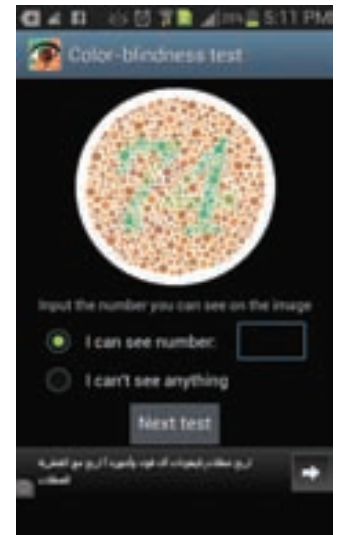 5:11 PM
Color-blindness test
74
Input the number you can see on the image
I can see number:
I can't see anything
Next test